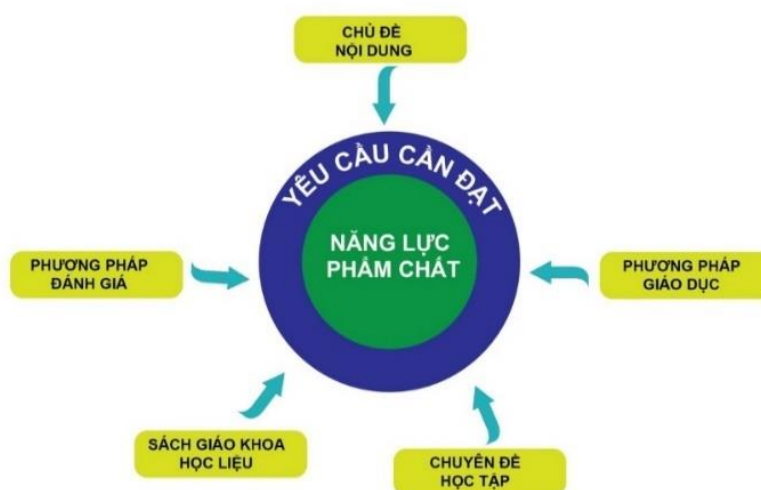 CHỦ ĐỀ
NỘI DUNG
YÊU CẦU CẦN ĐẠT
NĂNG LỰC
PHẨM CHẤT
PHƯƠNG PHÁP
ĐÁNH GIÁ
PHƯƠNG PHÁP
GIÁO DỤC
SÁCH GIÁO KHOA
HỌC LIỆU
CHUYÊN ĐỀ
HỌC TẬP